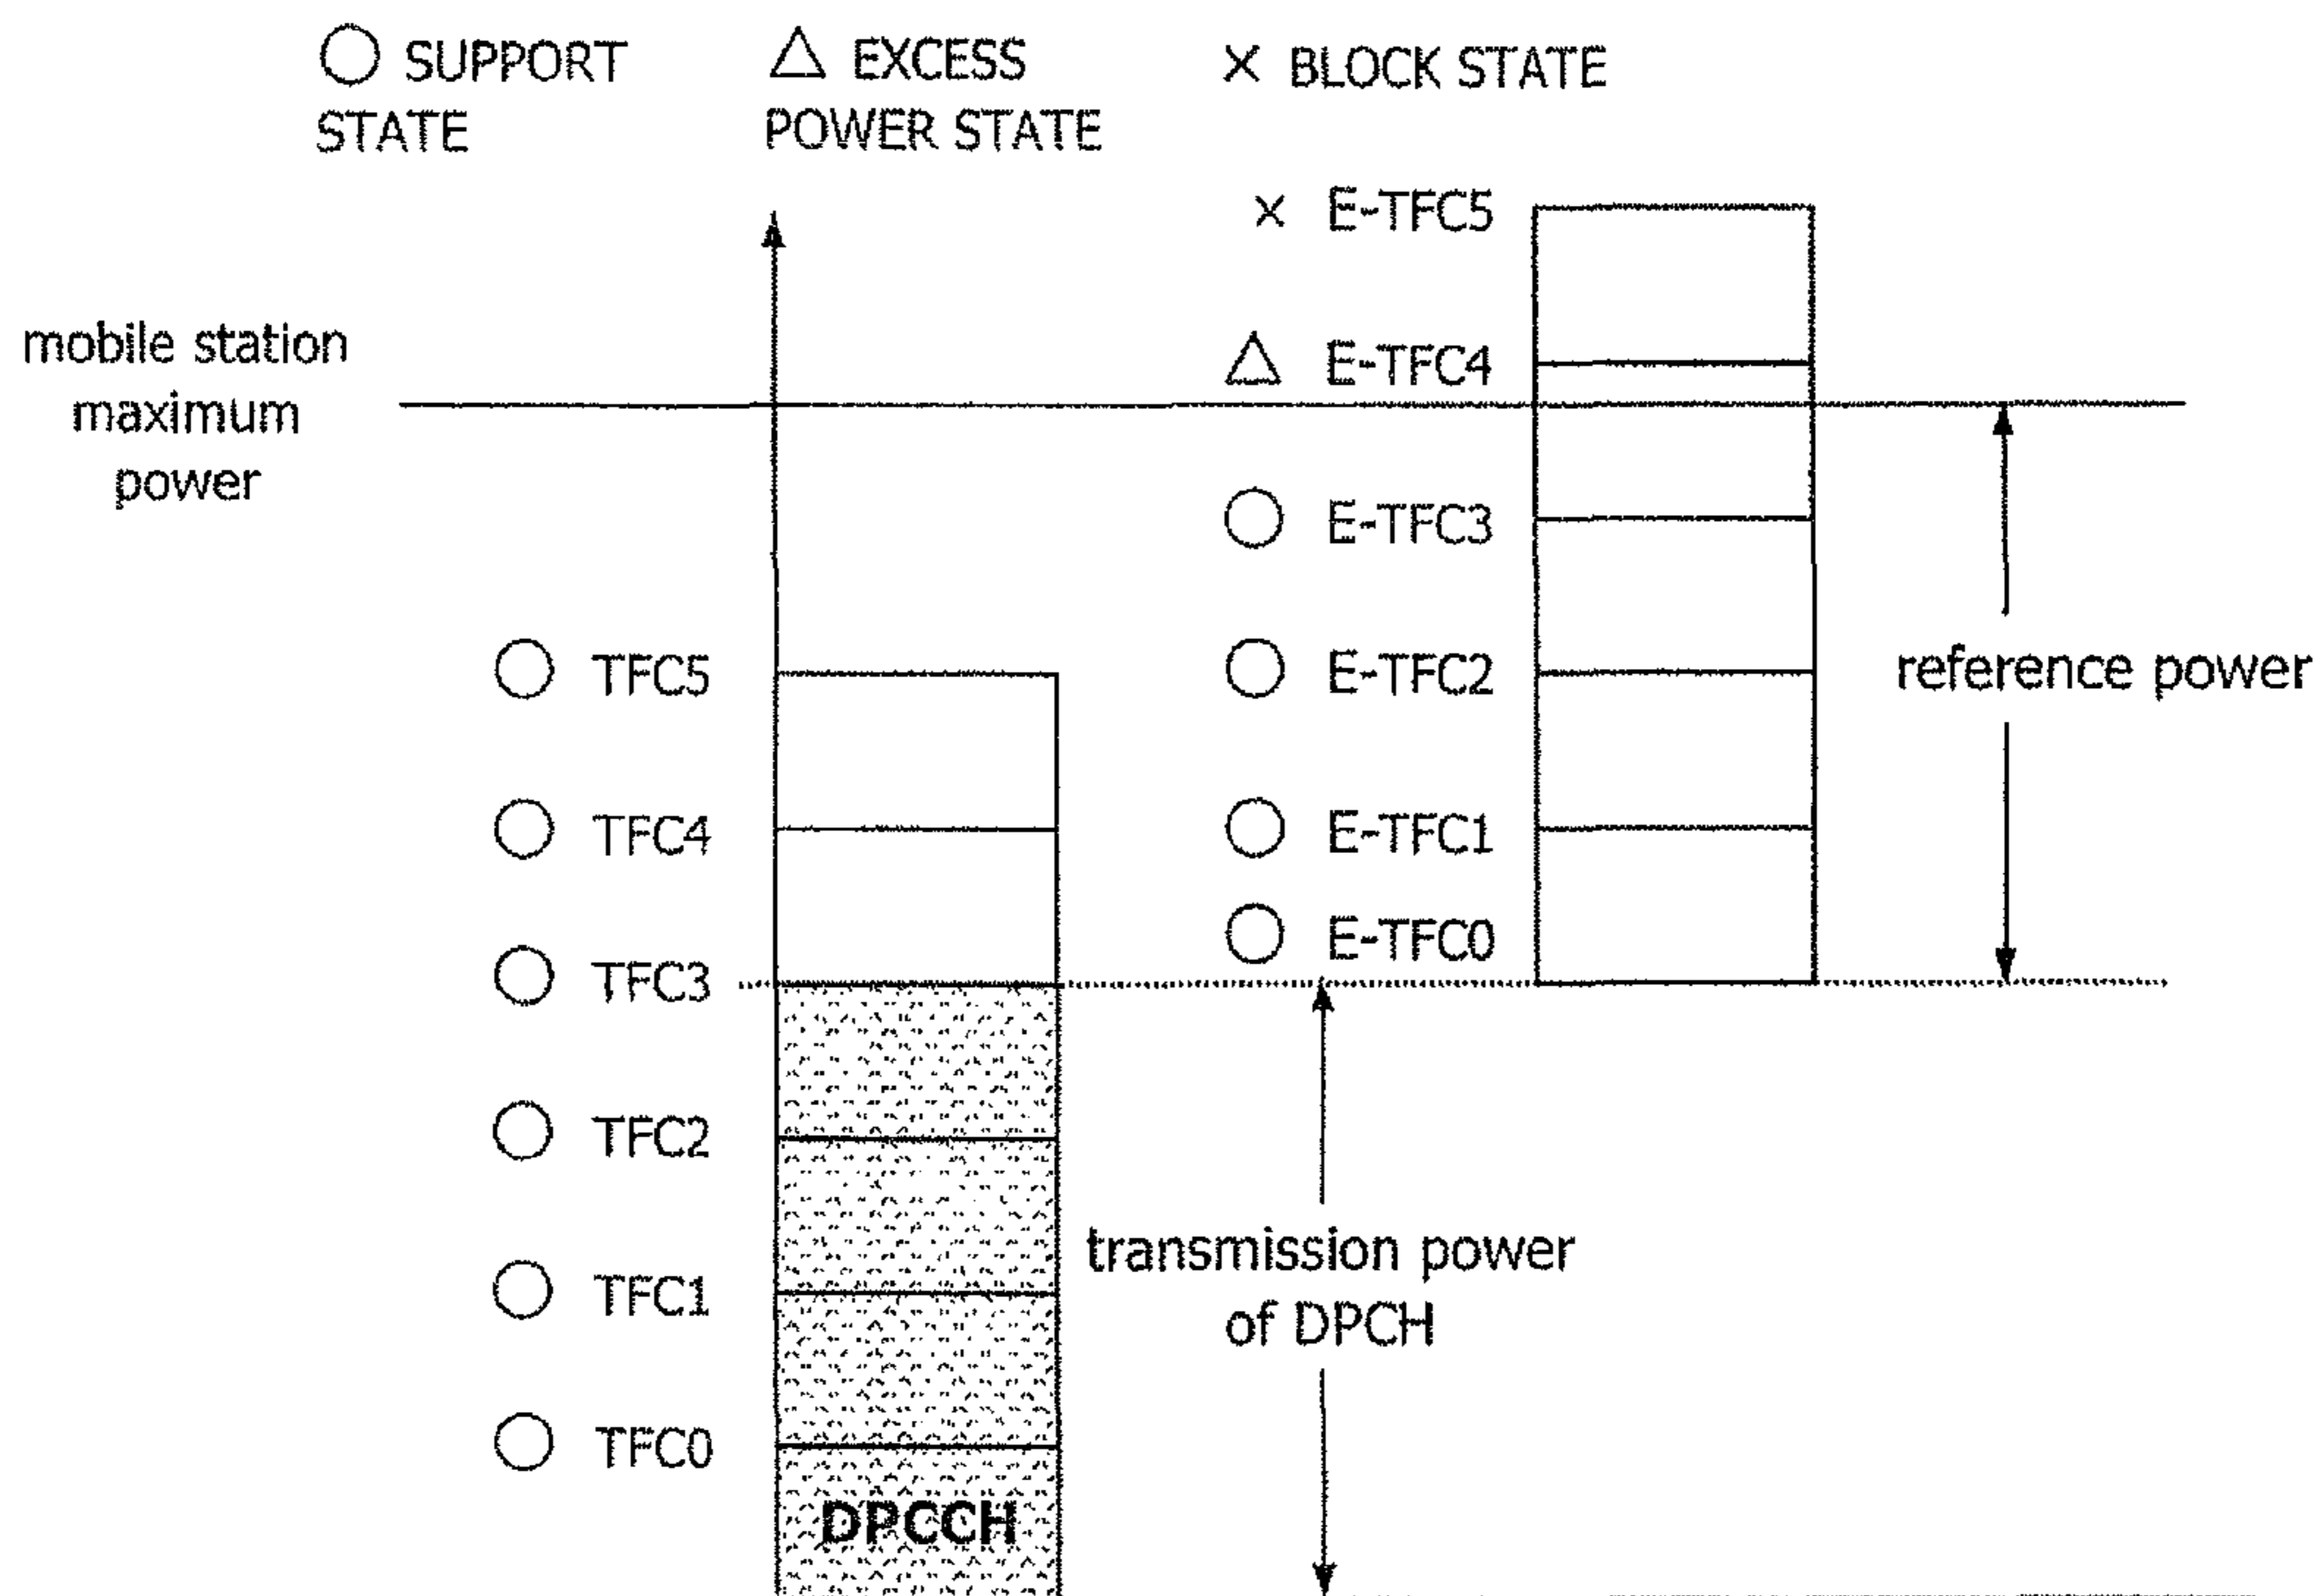 ○ SUPPORT STATE
△ EXCESS POWER STATE
× BLOCK STATE
mobile station
maximum
power
× E-TFC5
△ E-TFC4
○ E-TFC3
○ E-TFC2
○ E-TFC1
○ E-TFC0
reference power
○ TFC5
○ TFC4
○ TFC3
○ TFC2
○ TFC1
○ TFC0
DPCCH
transmission power
of DPCH